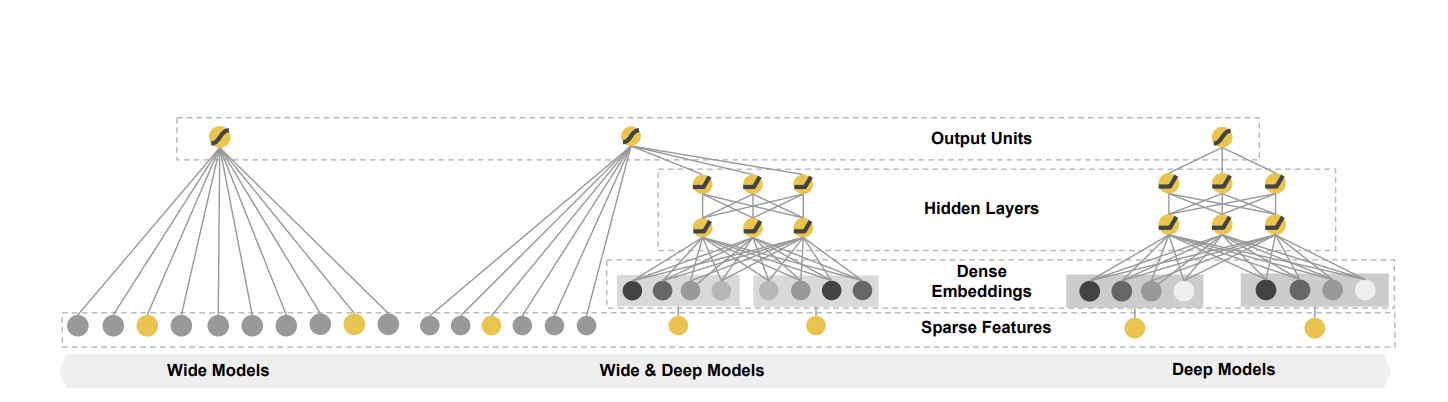 Output Units
Hidden Layers
Dense
Embeddings
Sparse Features
Wide Models
Wide & Deep Models
Deep Models